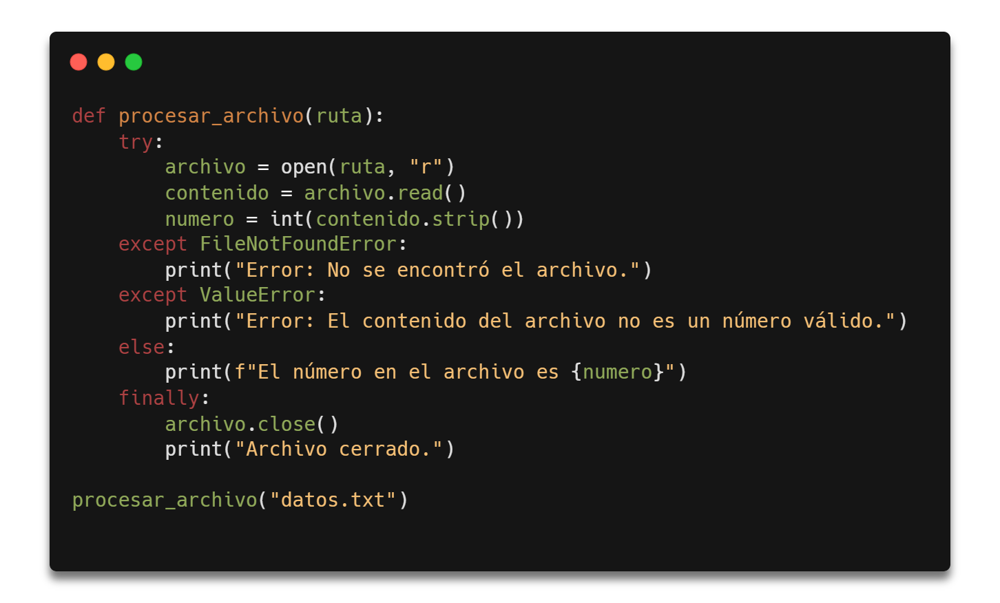 def procesar_archivo(ruta):
    try:
        archivo = open(ruta, "r")
        contenido = archivo.read()
        numero = int(contenido.strip())
    except FileNotFoundError:
        print("Error: No se encontró el archivo.")
    except ValueError:
        print("Error: El contenido del archivo no es un número válido.")
    else:
        print(f"El número en el archivo es {numero}")
    finally:
        archivo.close()
        print("Archivo cerrado.")

procesar_archivo("datos.txt")